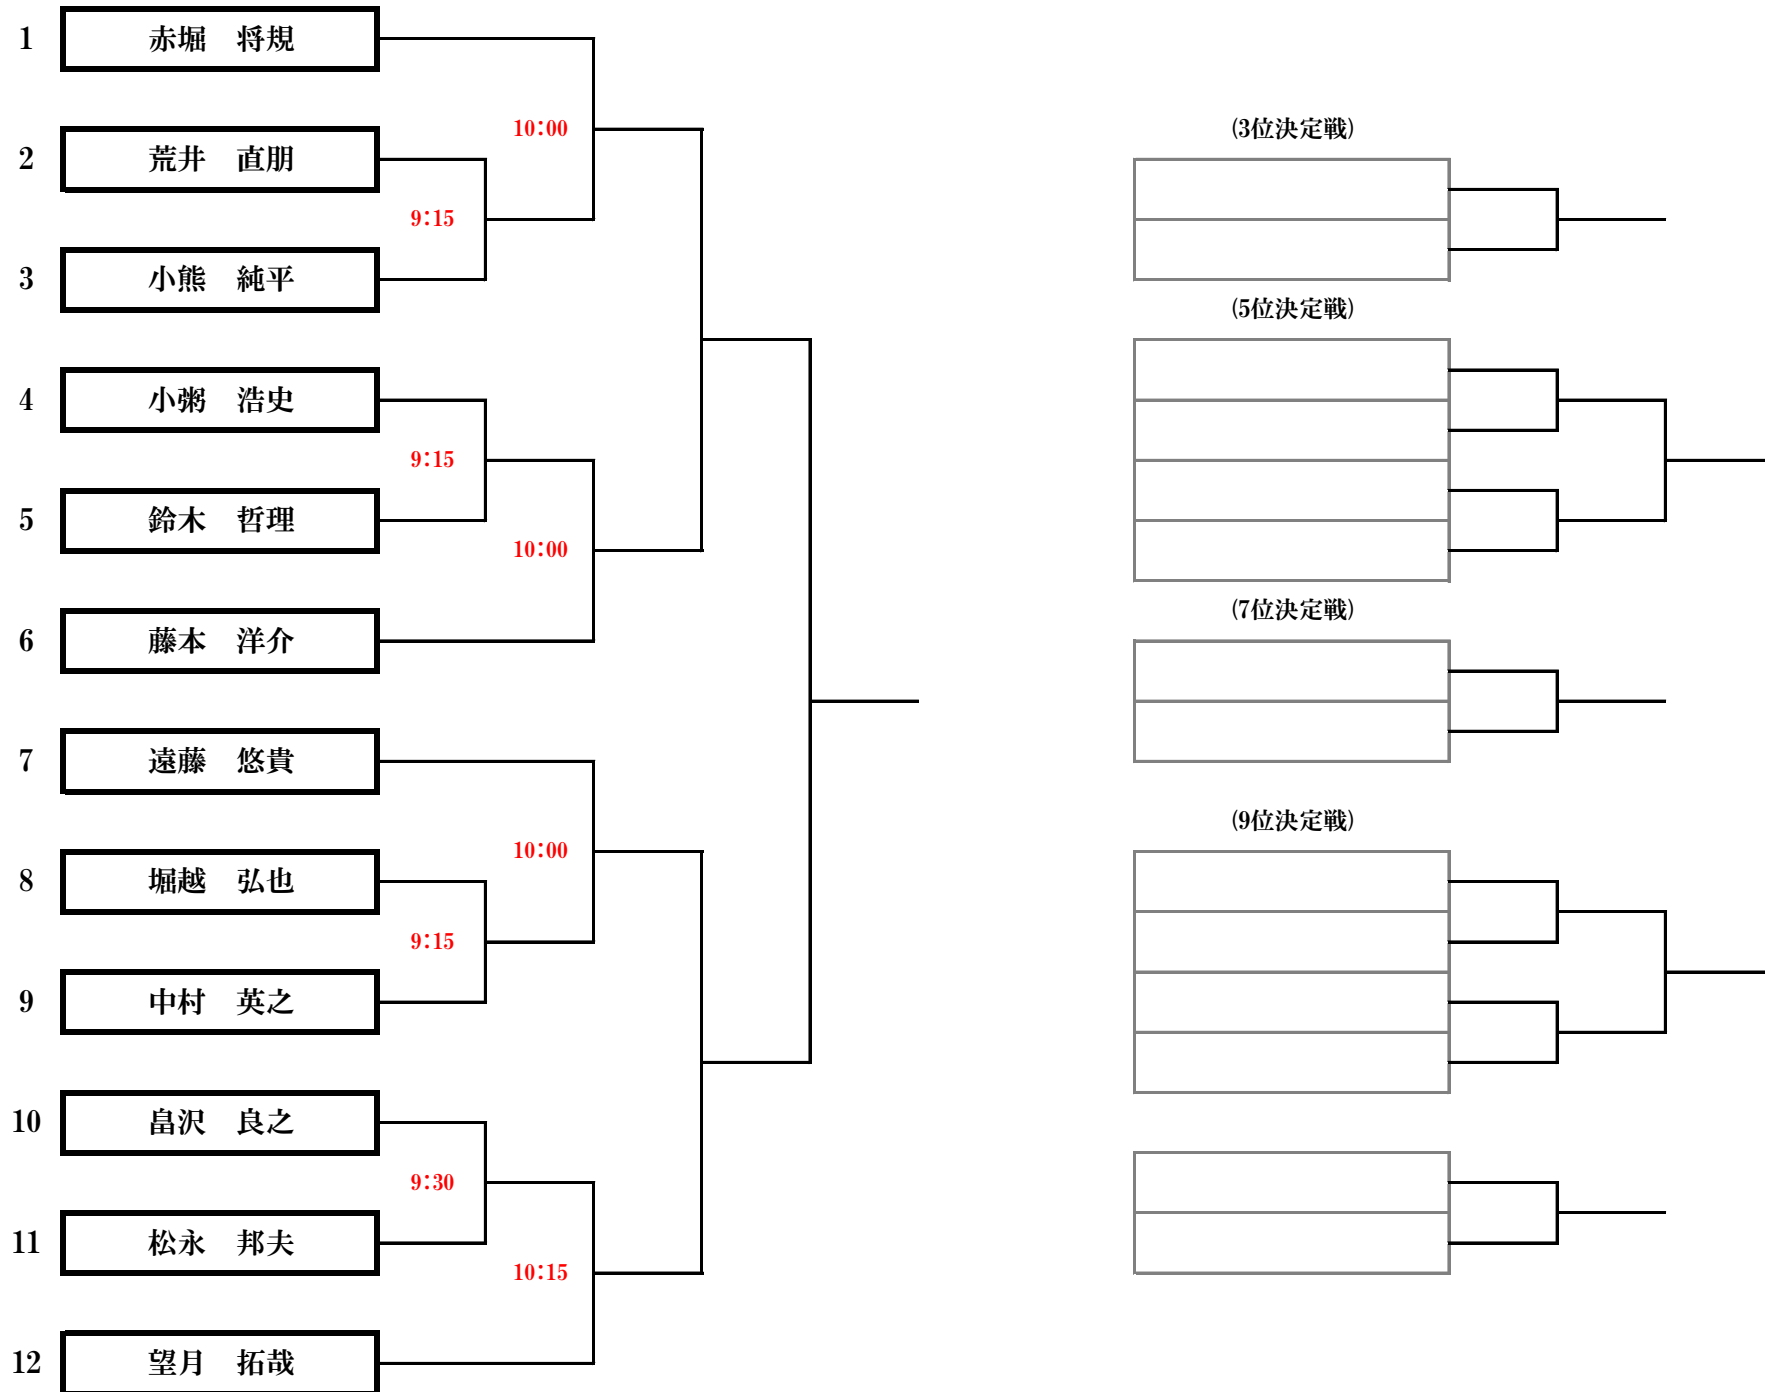 1 赤堀　将規
10:00
(3位決定戦)
2 荒井　直朋
9:15
3 小熊　純平
(5位決定戦)
4 小粥　浩史
9:15
5 鈴木　哲理
10:00
(7位決定戦)
6 藤本　洋介
7 遠藤　悠貴
(9位決定戦)
10:00
8 堀越　弘也
9:15
9 中村　英之
10 畠沢　良之
9:30
11 松永　邦夫
10:15
12 望月　拓哉